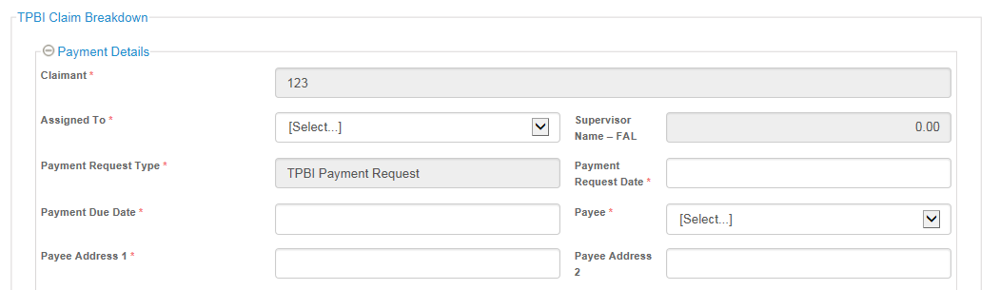 TPBI Claim Breakdown
Payment Details
Claimant *
123
Assigned To *
[Select...]
Supervisor
Name – FAL
0.00
Payment Request Type *
TPBI Payment Request
Payment
Request Date *
Payment Due Date *
Payee *
[Select...]
Payee Address 1 *
Payee Address
2